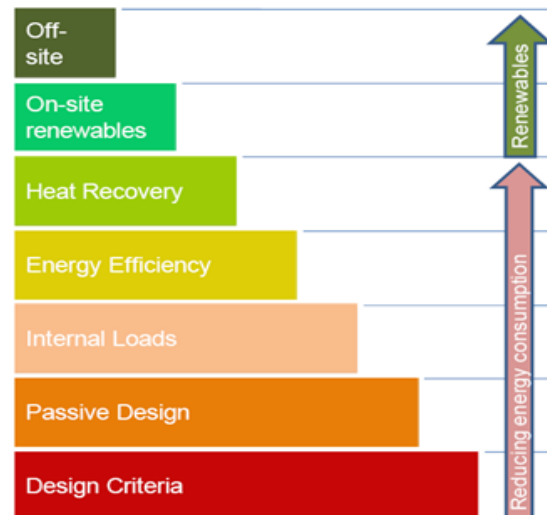 Off-
site
On-site
renewables
Heat Recovery
Energy Efficiency
Internal Loads
Passive Design
Design Criteria
Renewables
Reducing energy consumption